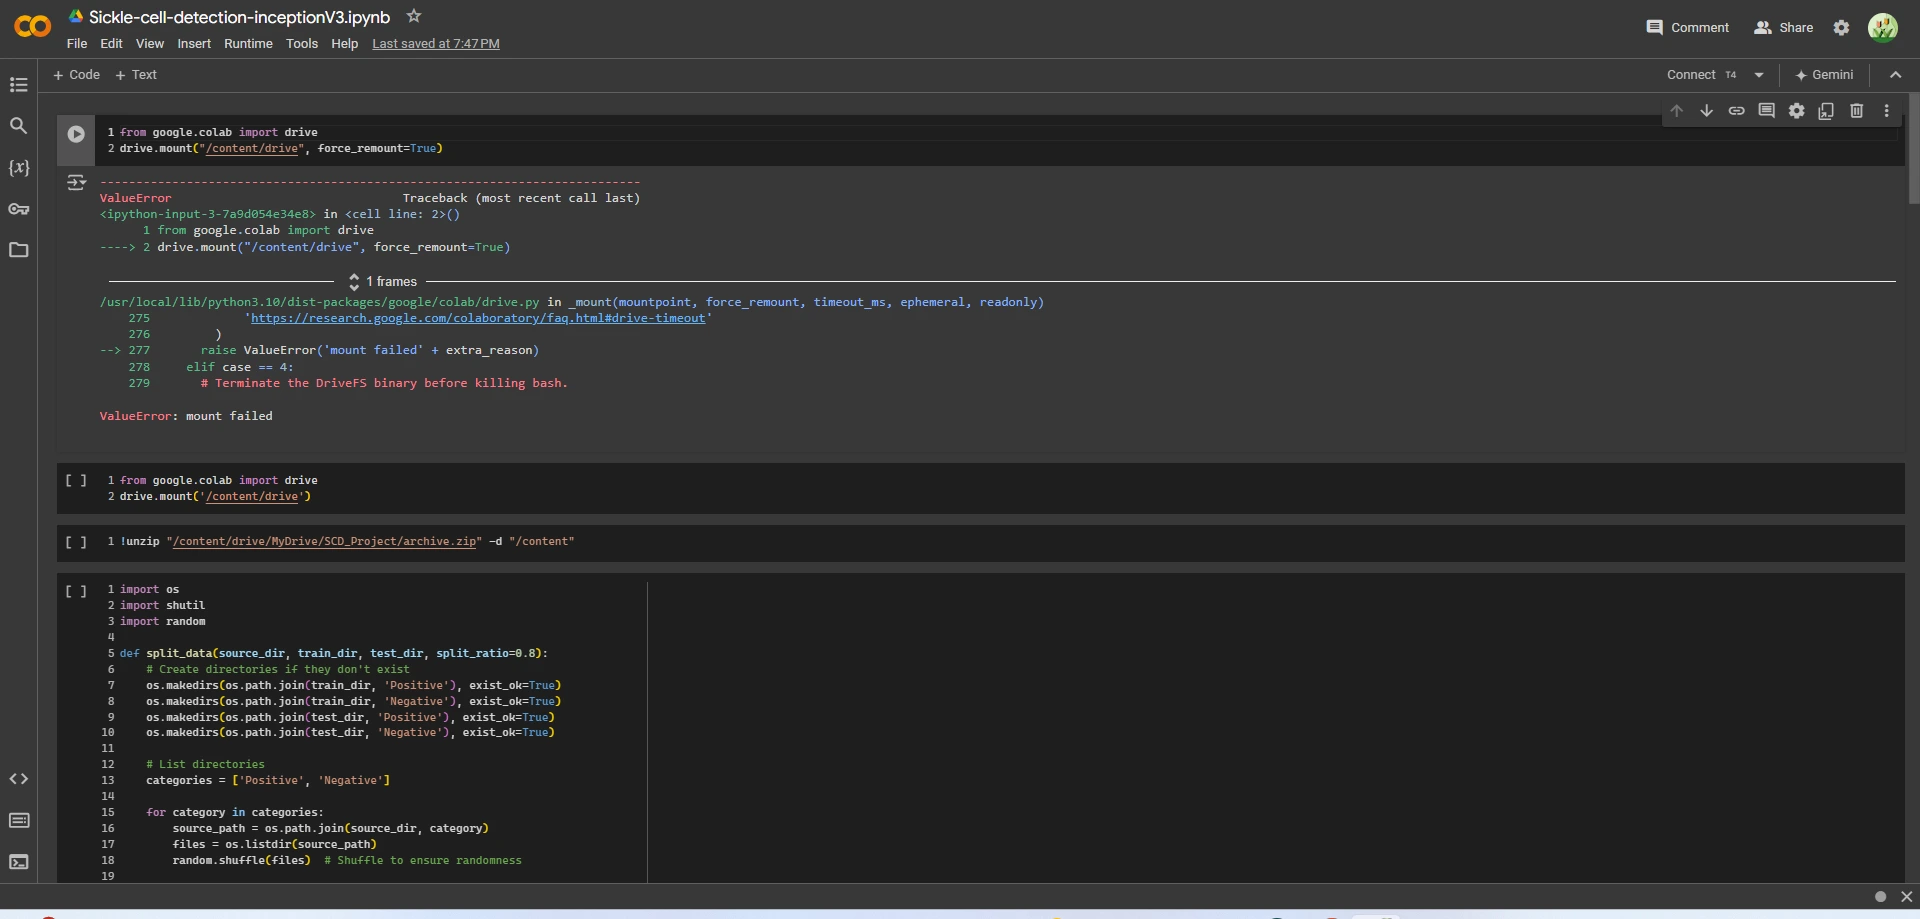 Sickle-cell-detection-inceptionV3.ipynb
File Edit View Insert Runtime Tools Help Last saved at 7:47 PM
Comment Share
+ Code + Text
Connect T4 Gemini
1 from google.colab import drive
2 drive.mount("/content/drive", force_remount=True)
---------------------------------------------------------------------------
ValueError Traceback (most recent call last)
<ipython-input-3-7a9d054e34e8> in <cell line: 2>()
1 from google.colab import drive
----> 2 drive.mount("/content/drive", force_remount=True)
1 frames
/usr/local/lib/python3.10/dist-packages/google/colab/drive.py in _mount(mountpoint, force_remount, timeout_ms, ephemeral, readonly)
275 'https://research.google.com/colaboratory/faq.html#drive-timeout'
276 )
--> 277 raise ValueError('mount failed' + extra_reason)
278 elif case == 4:
279 # Terminate the DriveFS binary before killing bash.
ValueError: mount failed
[ ] 1 from google.colab import drive
2 drive.mount('/content/drive')
[ ] 1 !unzip "/content/drive/MyDrive/SCD_Project/archive.zip" -d "/content"
[ ] 1 import os
2 import shutil
3 import random
4
5 def split_data(source_dir, train_dir, test_dir, split_ratio=0.8):
6 # Create directories if they don't exist
7 os.makedirs(os.path.join(train_dir, 'Positive'), exist_ok=True)
8 os.makedirs(os.path.join(train_dir, 'Negative'), exist_ok=True)
9 os.makedirs(os.path.join(test_dir, 'Positive'), exist_ok=True)
10 os.makedirs(os.path.join(test_dir, 'Negative'), exist_ok=True)
11
12 # List directories
13 categories = ['Positive', 'Negative']
14
15 for category in categories:
16 source_path = os.path.join(source_dir, category)
17 files = os.listdir(source_path)
18 random.shuffle(files) # Shuffle to ensure randomness
19